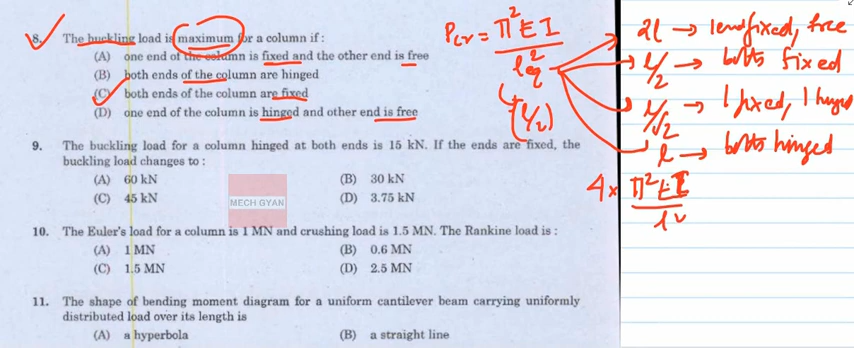 8. The buckling load is maximum for a column if :
(A) one end of the column is fixed and the other end is free
(B) both ends of the column are hinged
(C) both ends of the column are fixed
(D) one end of the column is hinged and other end is free
9. The buckling load for a column hinged at both ends is 15 kN. If the ends are fixed, the
buckling load changes to :
(A) 60 kN (B) 30 kN
(C) 45 kN (D) 3.75 kN
MECH GYAN
10. The Euler's load for a column is 1 MN and crushing load is 1.5 MN. The Rankine load is :
(A) 1 MN (B) 0.6 MN
(C) 1.5 MN (D) 2.5 MN
11. The shape of bending moment diagram for a uniform cantilever beam carrying uniformly
distributed load over its length is
(A) a hyperbola (B) a straight line
Pcr = π²EI
leq²
(l/2)
2l → 1end fixed, free
l/2 → both fixed
l/√2 → 1 fixed, 1 hinge
l → both hinged
4 × π²EI
l²